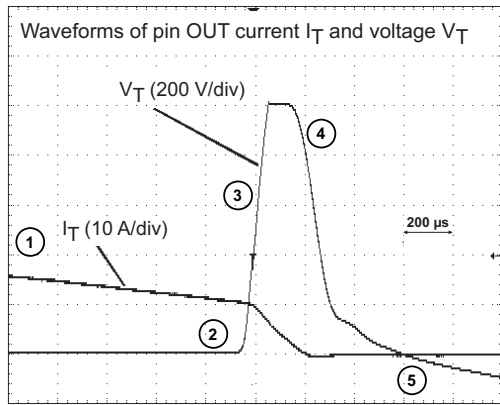 Waveforms of pin OUT current IT and voltage VT
VT (200 V/div)
4
3
1
IT (10 A/div)
200 µs
T
2
5